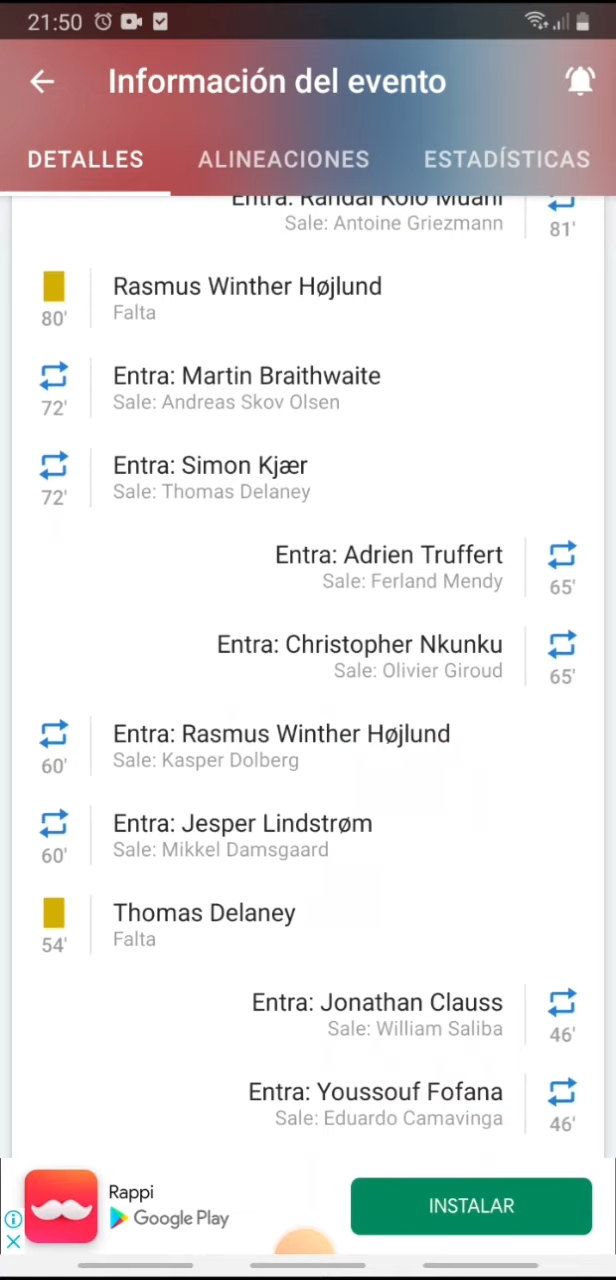 21:50
Información del evento
DETALLES
ALINEACIONES
ESTADÍSTICAS
Entra: Randal Kolo Muani
Sale: Antoine Griezmann
81'
Rasmus Winther Højlund
80'
Falta
Entra: Martin Braithwaite
72'
Sale: Andreas Skov Olsen
Entra: Simon Kjær
72'
Sale: Thomas Delaney
Entra: Adrien Truffert
Sale: Ferland Mendy
65'
Entra: Christopher Nkunku
Sale: Olivier Giroud
65'
Entra: Rasmus Winther Højlund
60'
Sale: Kasper Dolberg
Entra: Jesper Lindstrøm
60'
Sale: Mikkel Damsgaard
Thomas Delaney
54'
Falta
Entra: Jonathan Clauss
Sale: William Saliba
46'
Entra: Youssouf Fofana
Sale: Eduardo Camavinga
46'
Rappi
Google Play
INSTALAR